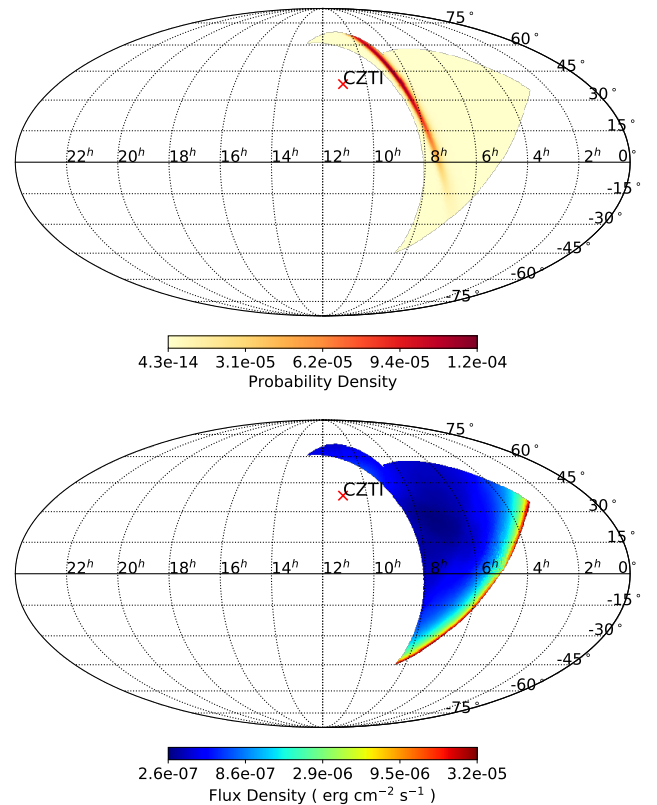 75°
60°
CZTI
45°
30°
15°
22h 20h 18h 16h 14h 12h 10h 8h 6h 4h 2h 0h
-15°
-30°
-45°
-60°
-75°
4.3e-14 3.1e-05 6.2e-05 9.4e-05 1.2e-04
Probability Density
75°
60°
45°
CZTI
30°
15°
22h 20h 18h 16h 14h 12h 10h 8h 6h 4h 2h 0°
-15°
-30°
-45°
-60°
-75°
2.6e-07 8.6e-07 2.9e-06 9.5e-06 3.2e-05
Flux Density ( erg cm⁻² s⁻¹ )